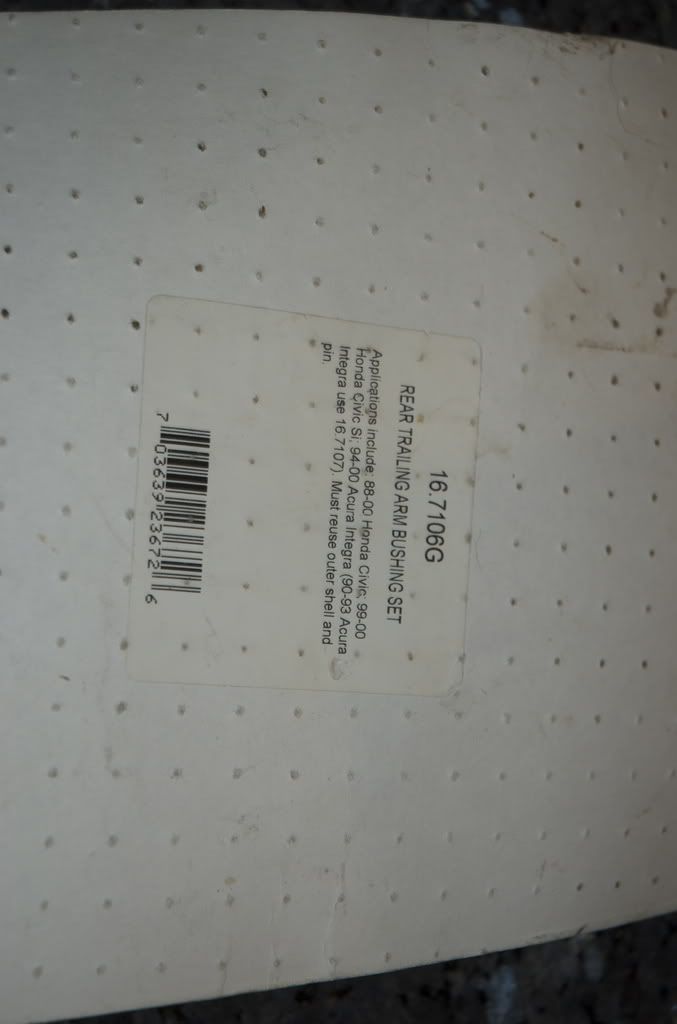 16.7106G
REAR TRAILING ARM BUSHING SET
Applications include: 88-00 Honda Civic; 99-00
Honda Civic Si; 94-00 Acura Integra (90-93 Acura
Integra use 16.7107). Must reuse outer shell and
pin.
7 03639 23672 6